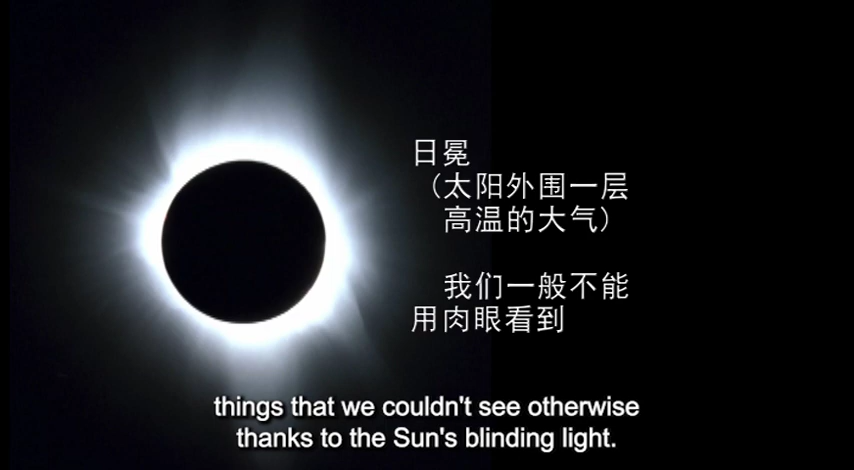 日冕
（太阳外围一层
高温的大气）
我们一般不能
用肉眼看到
things that we couldn't see otherwise
thanks to the Sun's blinding light.